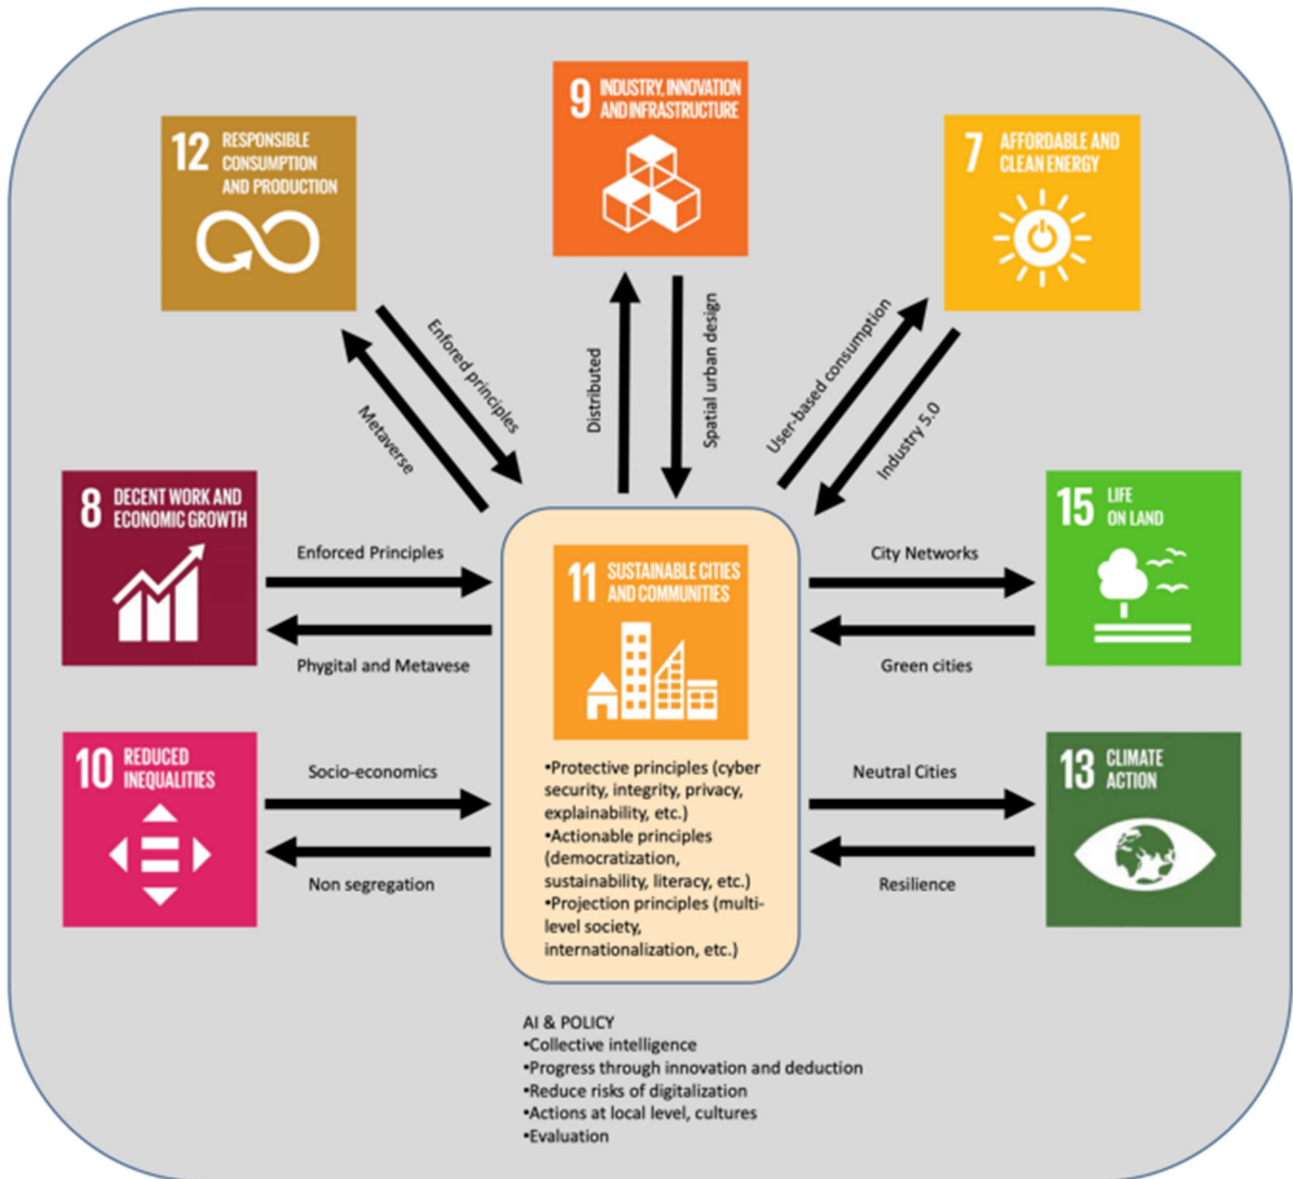 9 INDUSTRY, INNOVATION
AND INFRASTRUCTURE
12 RESPONSIBLE
CONSUMPTION
AND PRODUCTION
7 AFFORDABLE AND
CLEAN ENERGY
Enfored principles
Metaverse
Distributed
Spatial urban design
User-based consumption
Industry 5.0
8 DECENT WORK AND
ECONOMIC GROWTH
Enforced Principles
Phygital and Metavese
11 SUSTAINABLE CITIES
AND COMMUNITIES
City Networks
Green cities
15 LIFE
ON LAND
10 REDUCED
INEQUALITIES
Socio-economics
Non segregation
•Protective principles (cyber
security, integrity, privacy,
explainability, etc.)
•Actionable principles
(democratization,
sustainability, literacy, etc.)
•Projection principles (multi-
level society,
internationalization, etc.)
Neutral Cities
Resilience
13 CLIMATE
ACTION
AI & POLICY
•Collective intelligence
•Progress through innovation and deduction
•Reduce risks of digitalization
•Actions at local level, cultures
•Evaluation